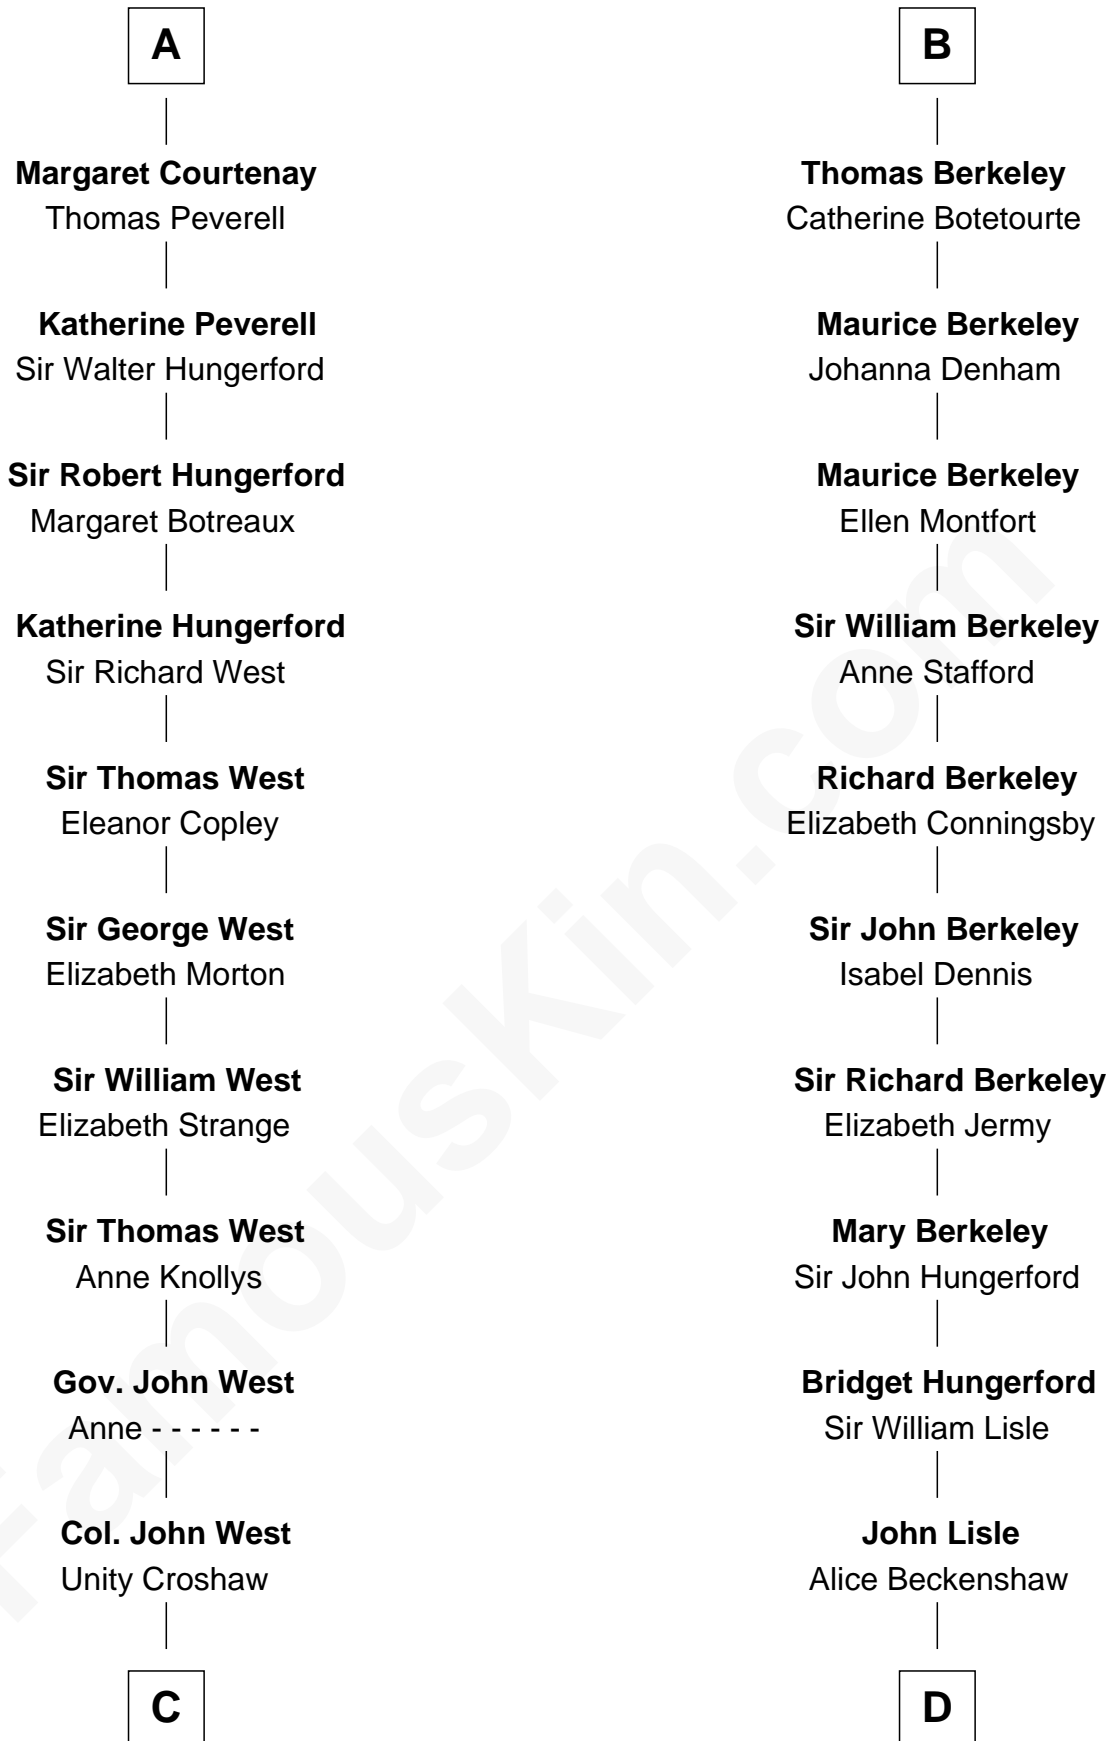 A
Margaret Courtenay
Thomas Peverell
Katherine Peverell
Sir Walter Hungerford
Sir Robert Hungerford
Margaret Botreaux
Katherine Hungerford
Sir Richard West
Sir Thomas West
Eleanor Copley
Sir George West
Elizabeth Morton
Sir William West
Elizabeth Strange
Sir Thomas West
Anne Knollys
Gov. John West
Anne - - - - - -
Col. John West
Unity Croshaw
C
B
Thomas Berkeley
Catherine Botetourte
Maurice Berkeley
Johanna Denham
Maurice Berkeley
Ellen Montfort
Sir William Berkeley
Anne Stafford
Richard Berkeley
Elizabeth Conningsby
Sir John Berkeley
Isabel Dennis
Sir Richard Berkeley
Elizabeth Jermy
Mary Berkeley
Sir John Hungerford
Bridget Hungerford
Sir William Lisle
John Lisle
Alice Beckenshaw
D
FamousKin.com